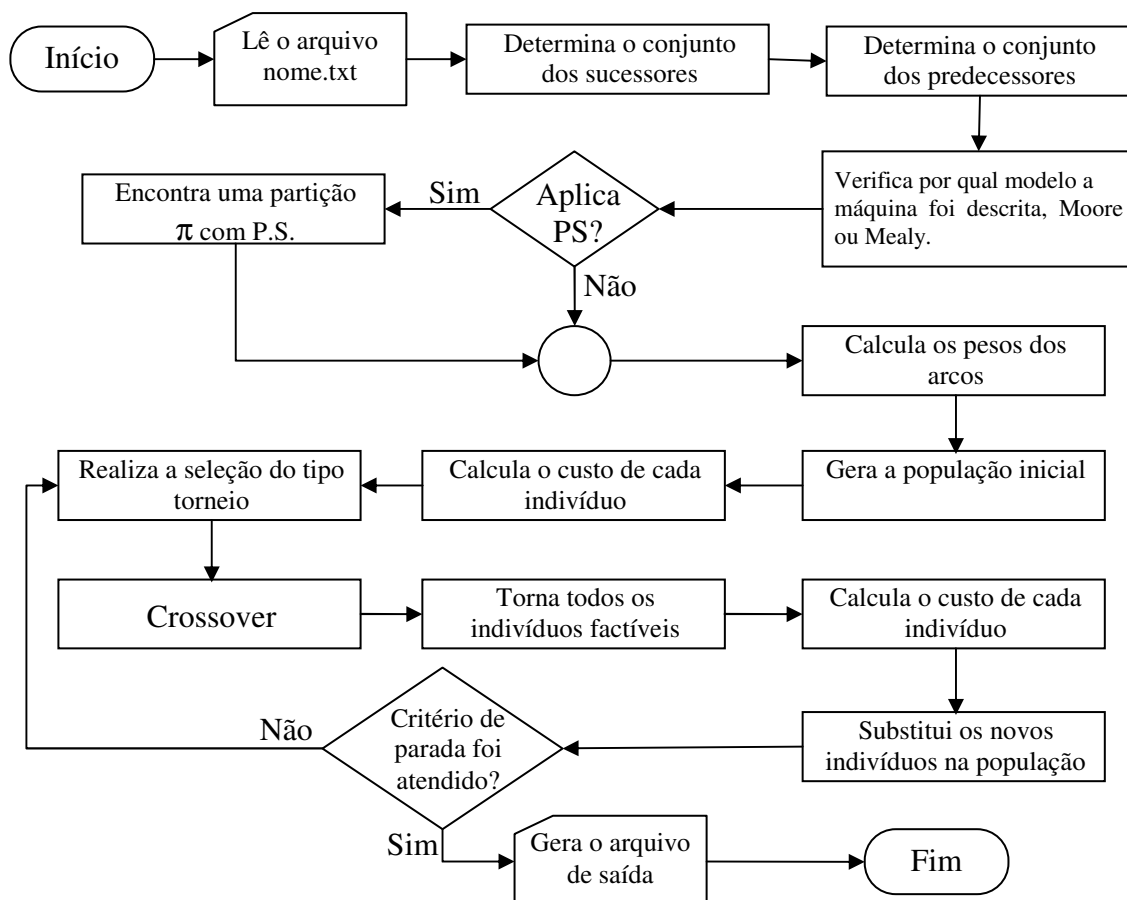 Início
Lê o arquivo
nome.txt
Determina o conjunto
dos sucessores
Determina o conjunto
dos predecessores
Verifica por qual modelo a
máquina foi descrita, Moore
ou Mealy.
Aplica
PS?
Sim
Encontra uma partição
π com P.S.
Não
Calcula os pesos dos
arcos
Gera a população inicial
Calcula o custo de cada
indivíduo
Realiza a seleção do tipo
torneio
Crossover
Torna todos os
indivíduos factíveis
Calcula o custo de cada
indivíduo
Substitui os novos
indivíduos na população
Critério de
parada foi
atendido?
Não
Sim
Gera o arquivo
de saída
Fim